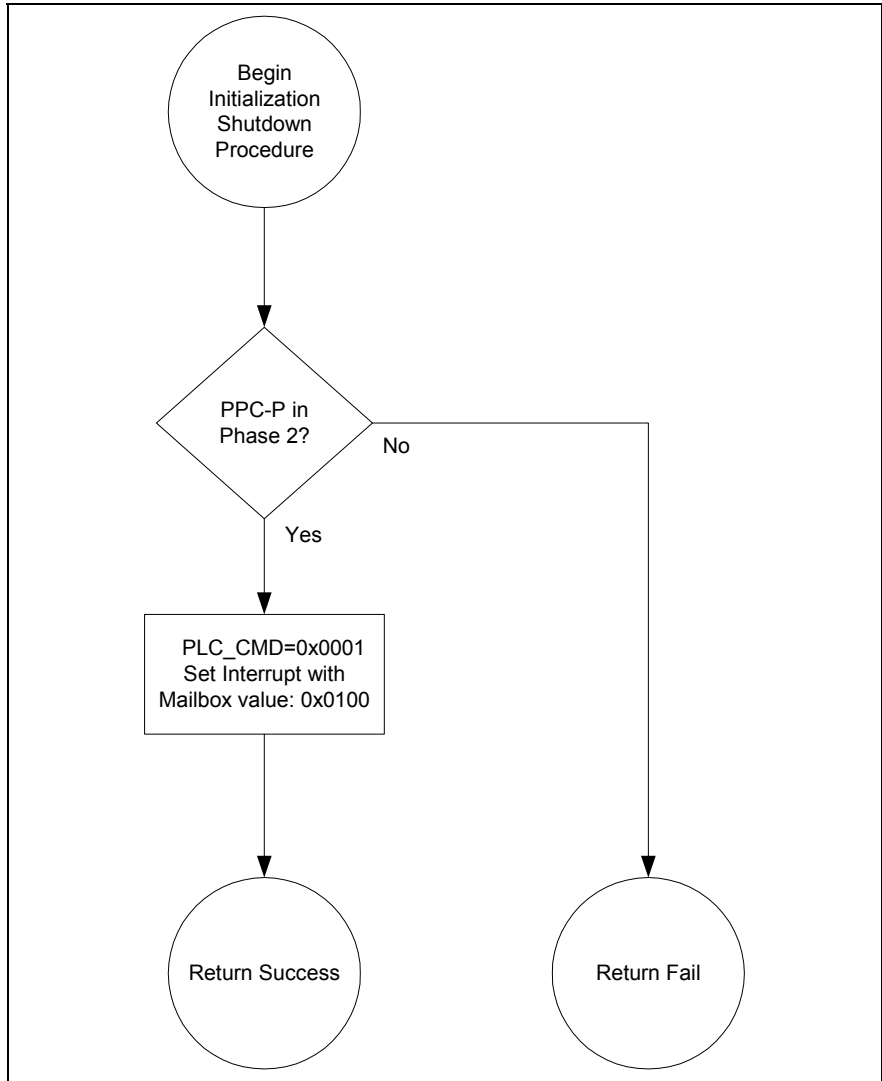 Begin
Initialization
Shutdown
Procedure
PPC-P in
Phase 2?
No
Yes
PLC_CMD=0x0001
Set Interrupt with
Mailbox value: 0x0100
Return Success
Return Fail